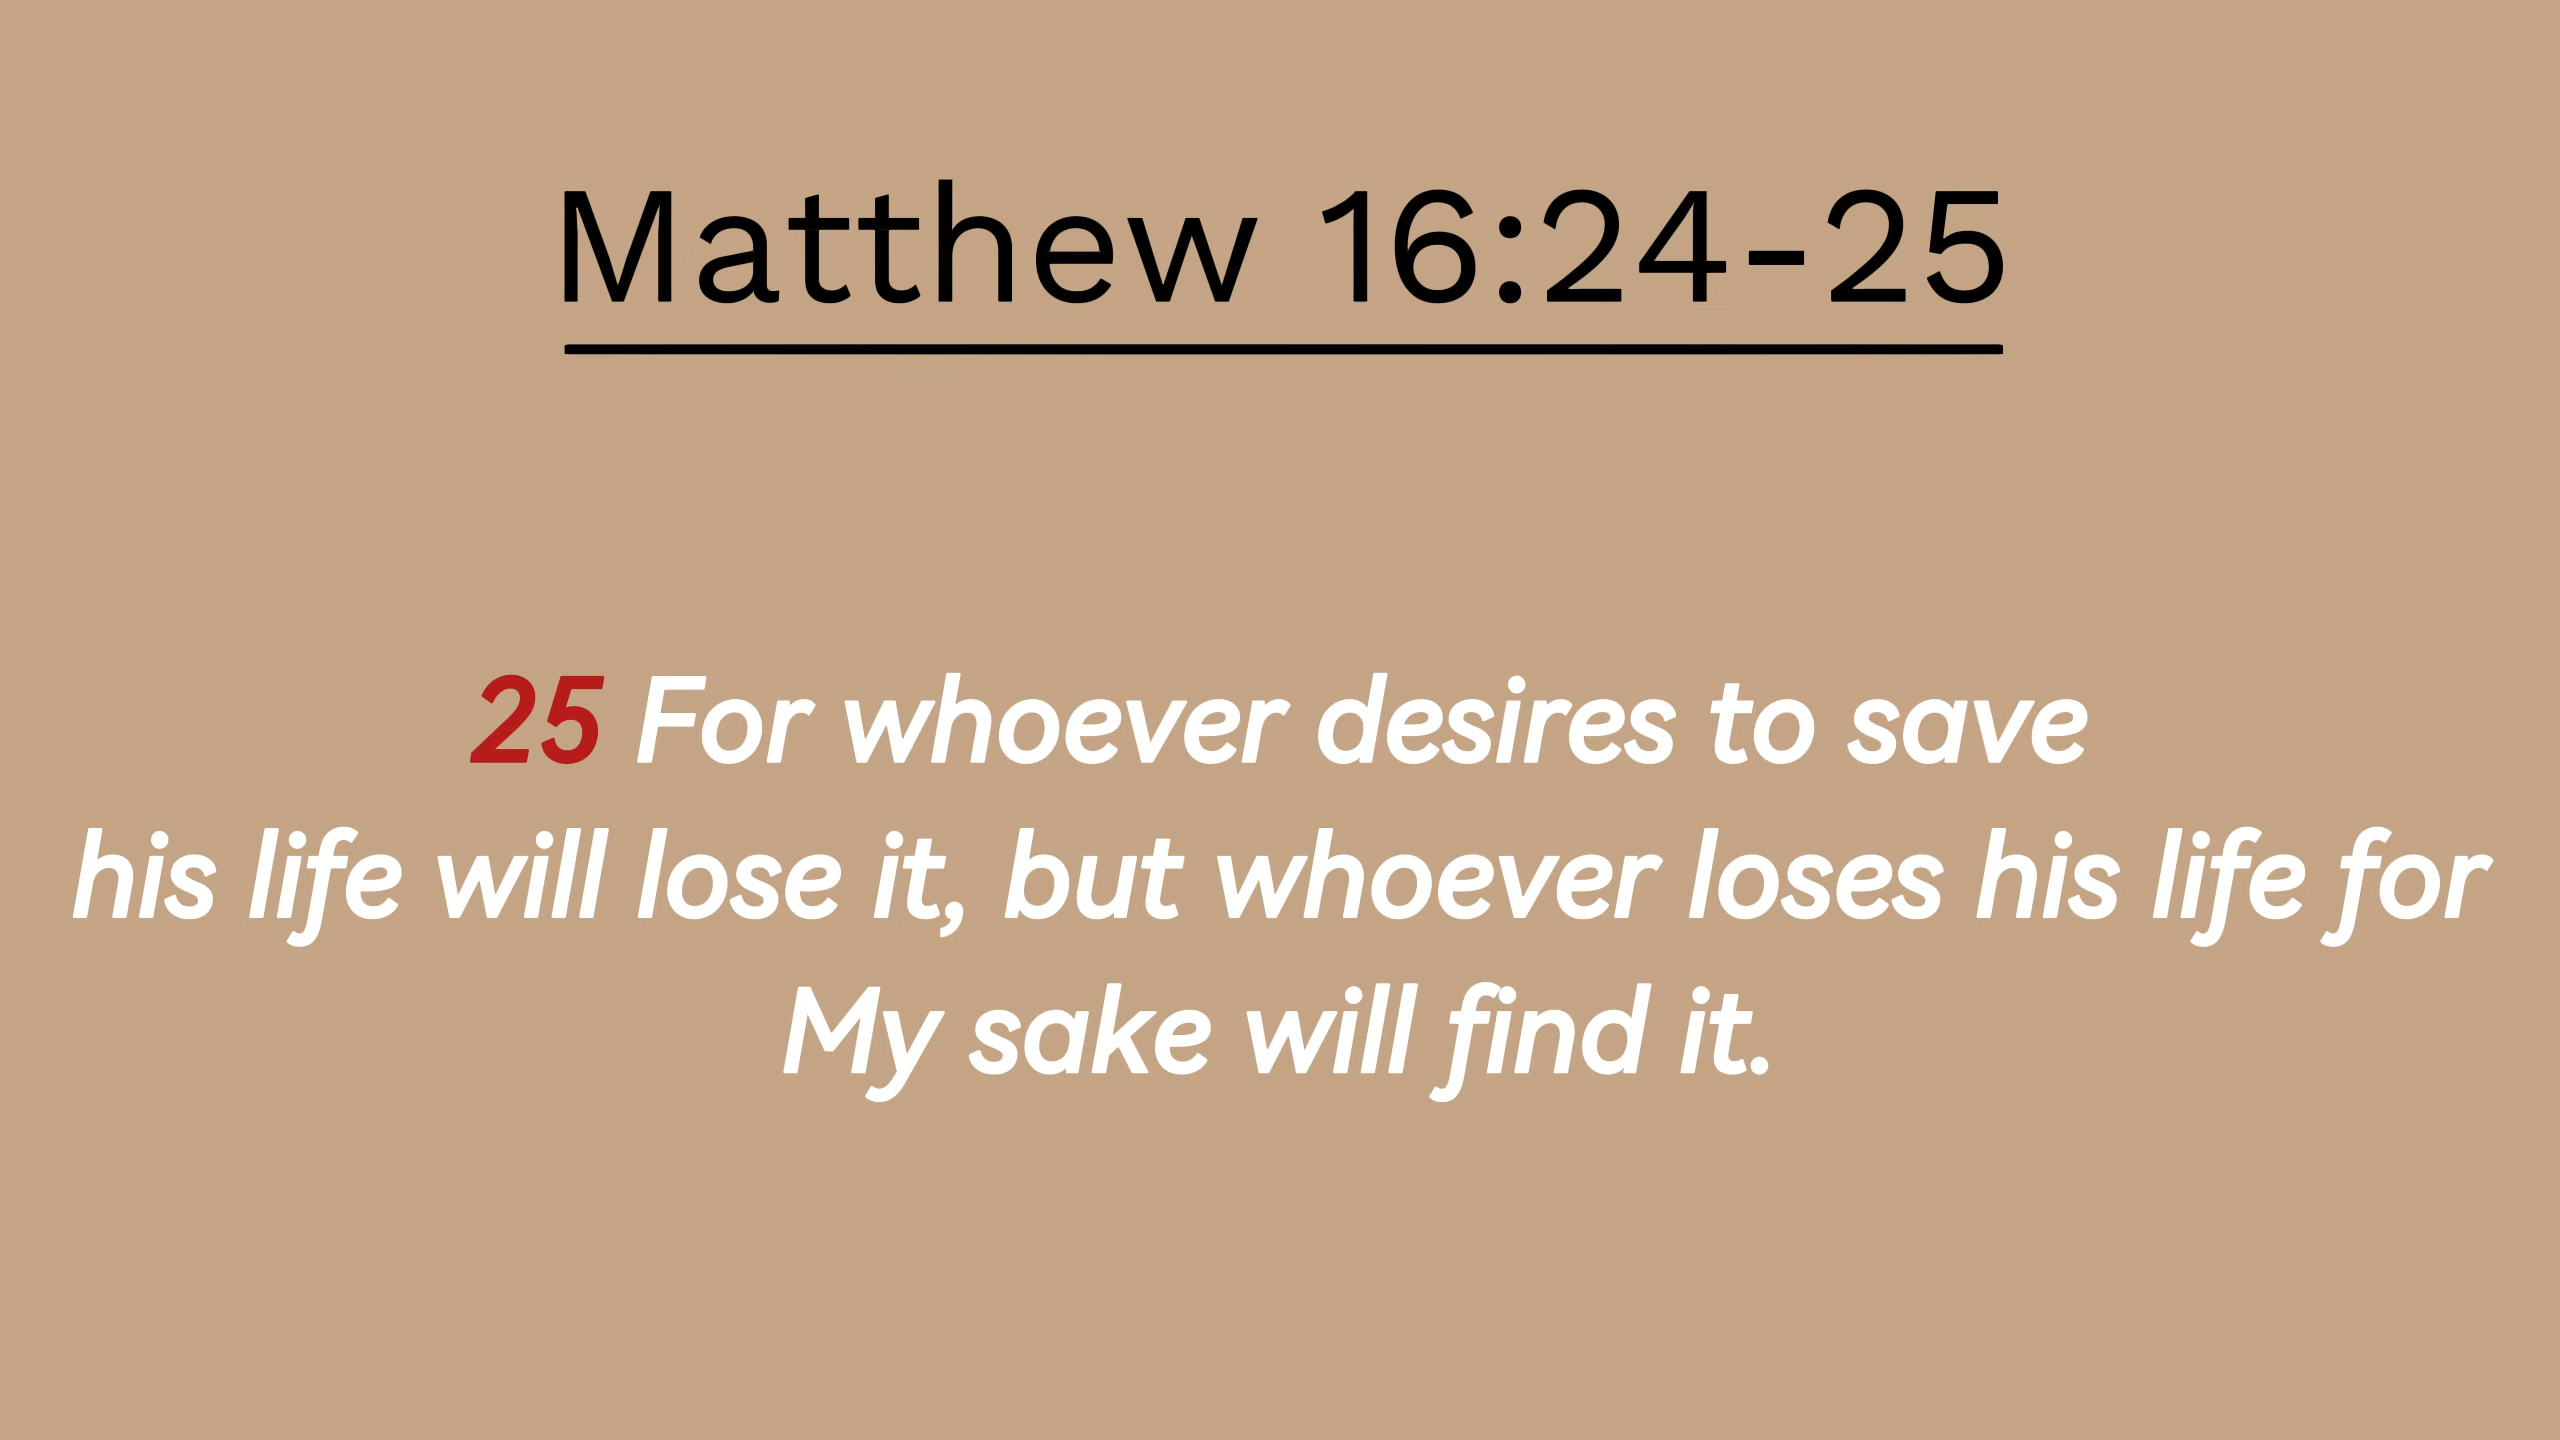 Matthew 16:24-25
25 For whoever desires to save
his life will lose it, but whoever loses his life for
My sake will find it.